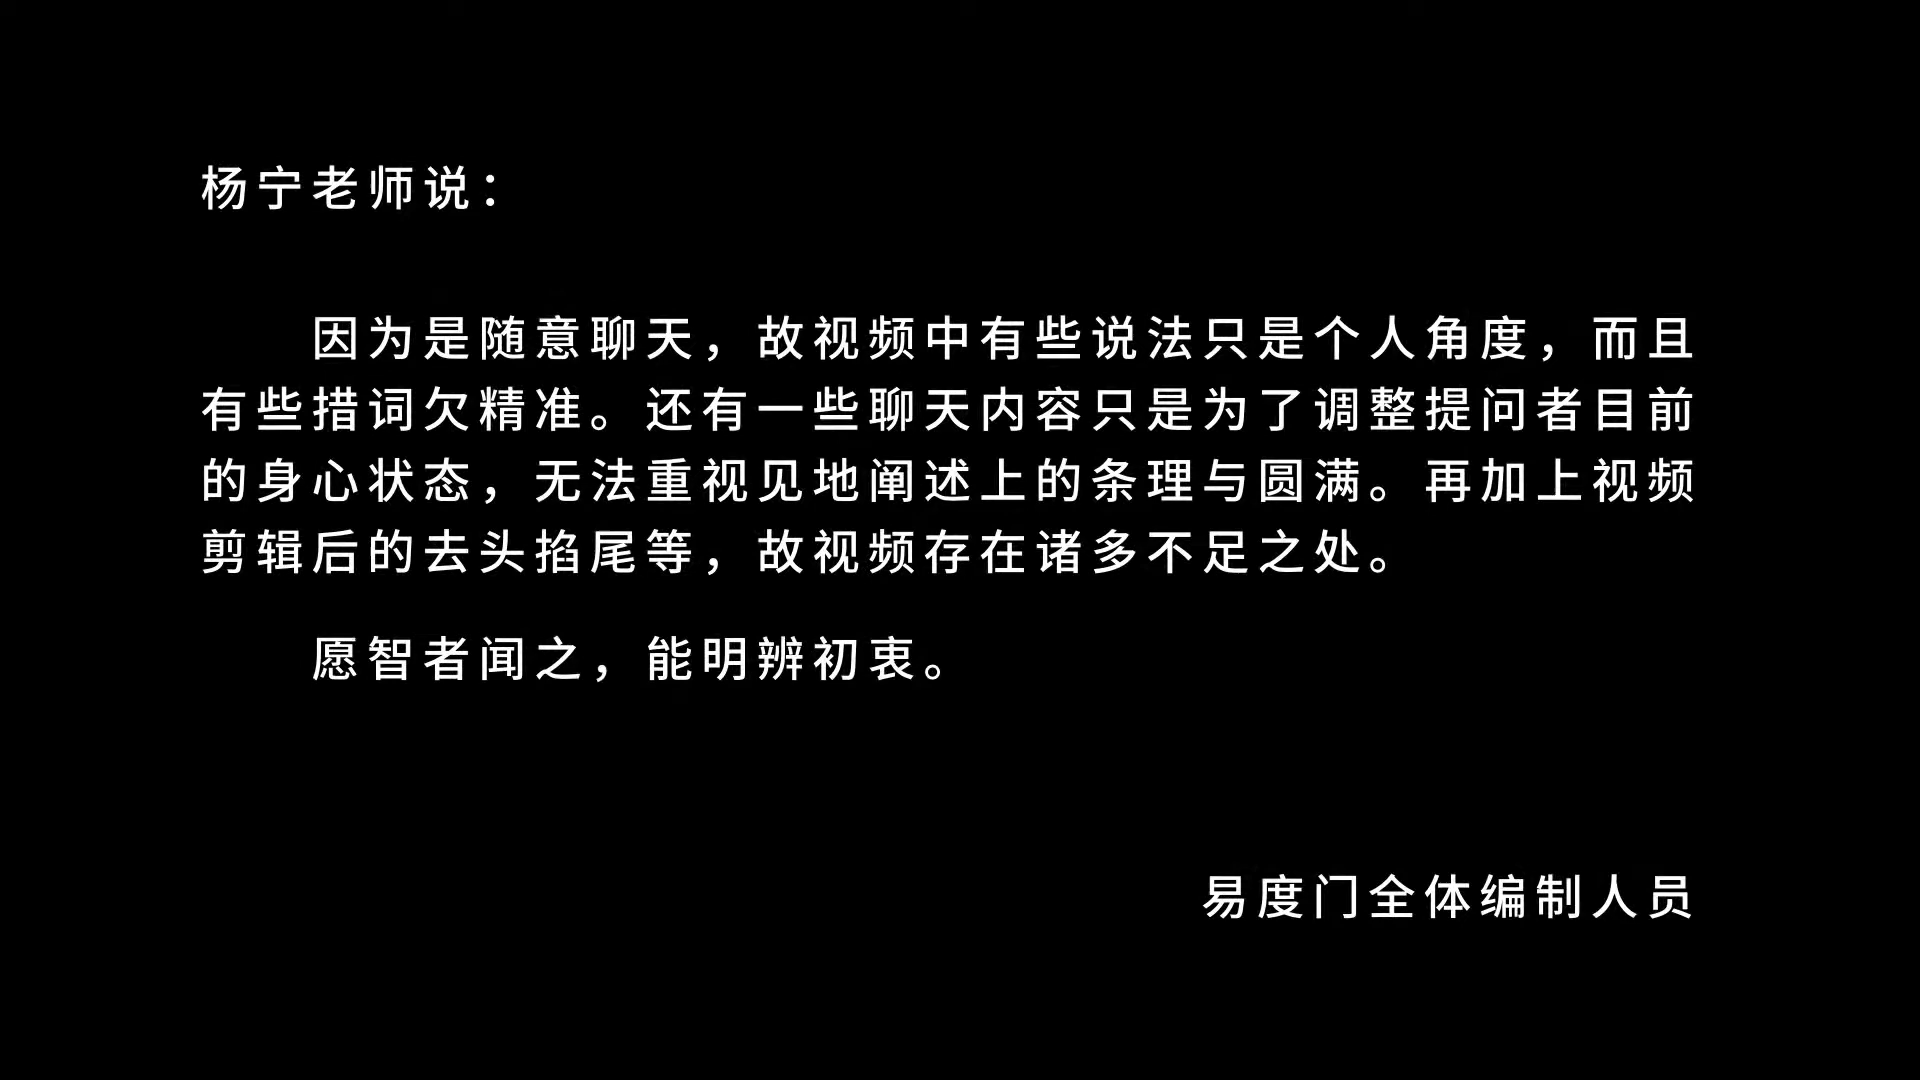 杨宁老师说：
因为是随意聊天，故视频中有些说法只是个人角度，而且
有些措词欠精准。还有一些聊天内容只是为了调整提问者目前
的身心状态，无法重视见地阐述上的条理与圆满。再加上视频
剪辑后的去头掐尾等，故视频存在诸多不足之处。
愿智者闻之，能明辨初衷。
易度门全体编制人员